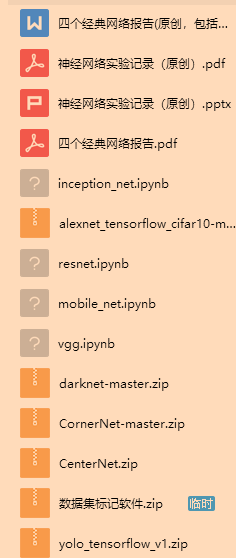 四个经典网络报告(原创，包括...
神经网络实验记录（原创）.pdf
神经网络实验记录（原创）.pptx
四个经典网络报告.pdf
inception_net.ipynb
alexnet_tensorflow_cifar10-m...
resnet.ipynb
mobile_net.ipynb
vgg.ipynb
darknet-master.zip
CornerNet-master.zip
CenterNet.zip
数据集标记软件.zip 临时
yolo_tensorflow_v1.zip